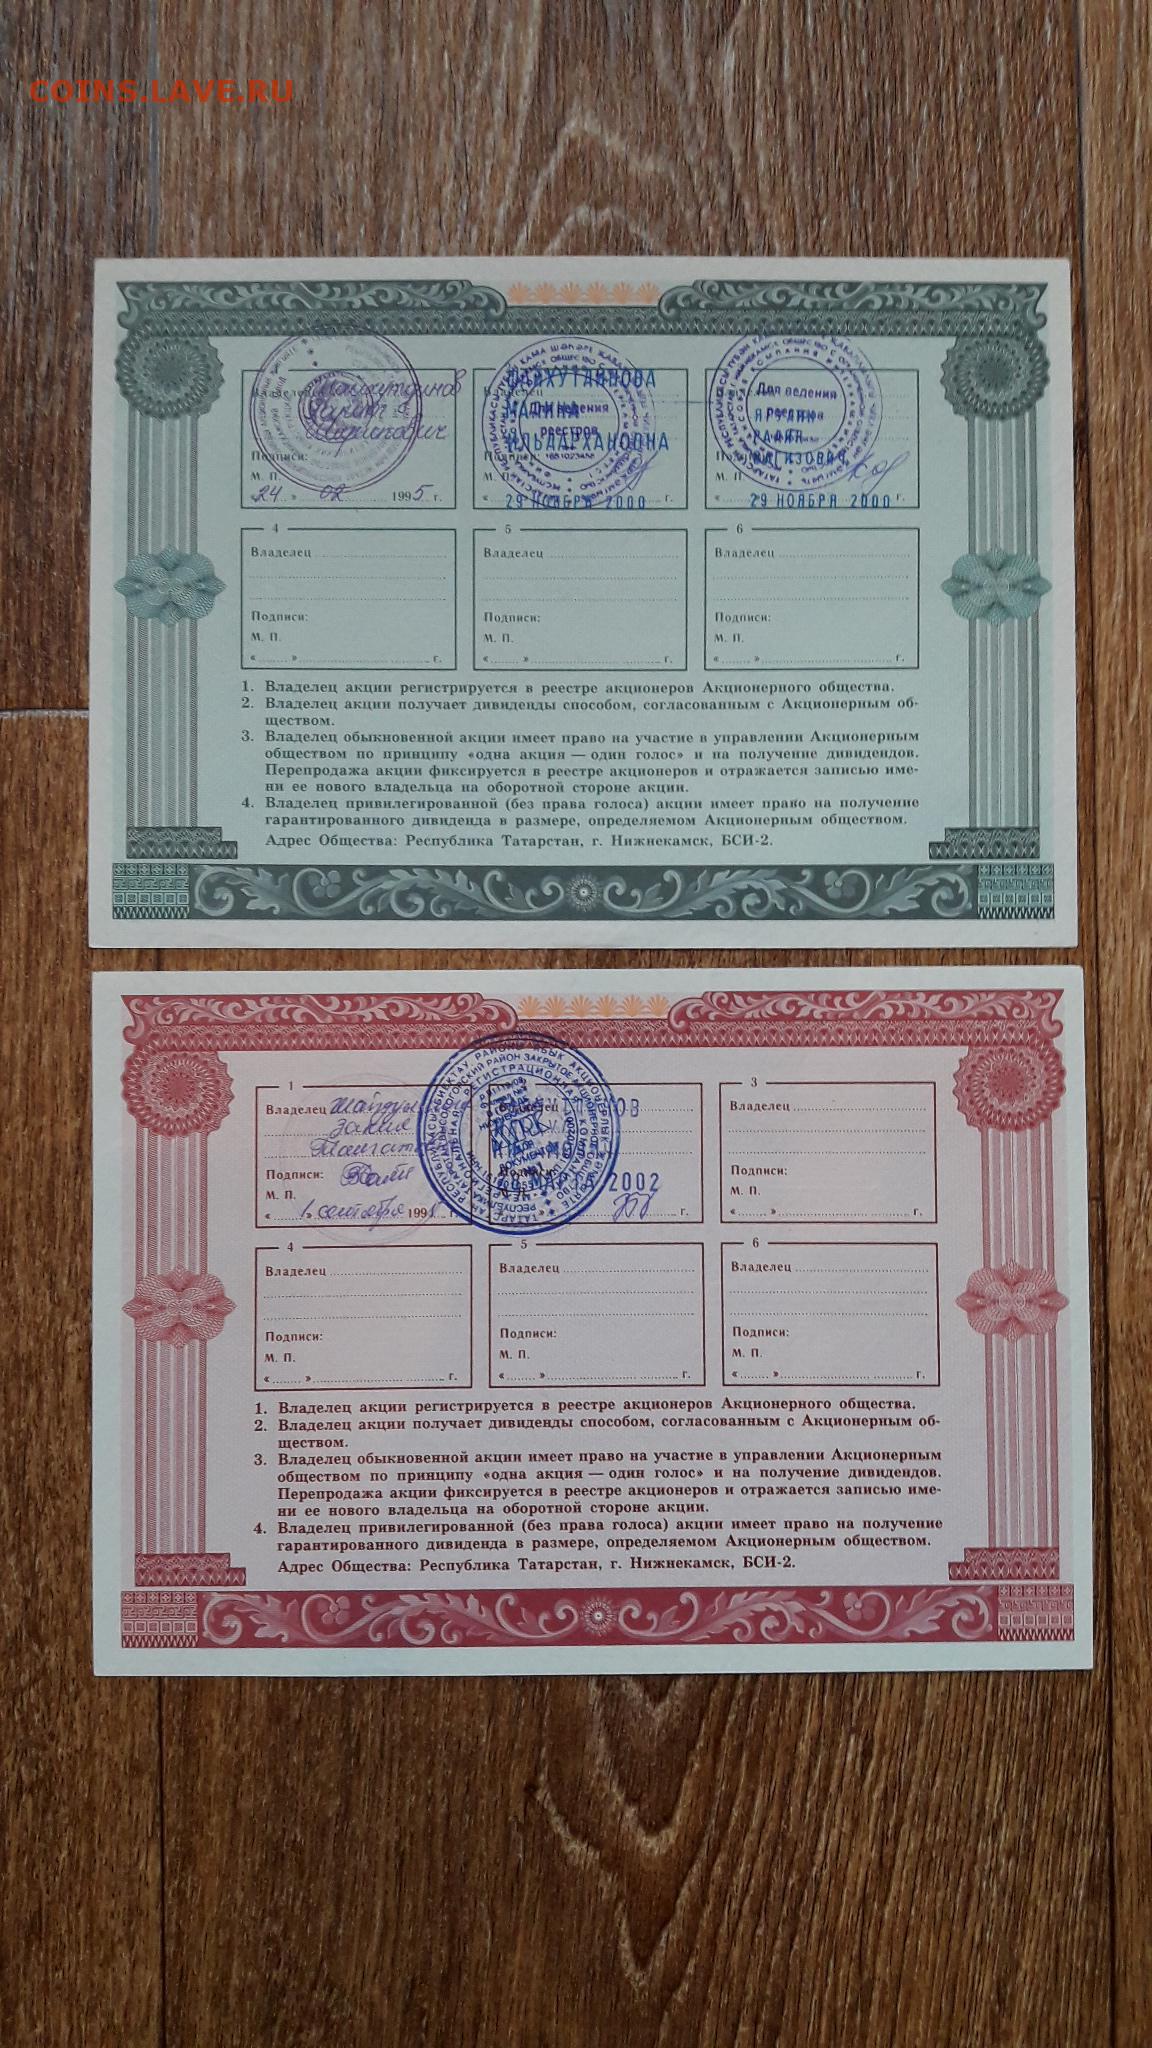 COINS.LAVE.RU
Для ведения
реестров
Для ведения
МАРИНА
ИЛЬДАРХАНОВНА
Подписи:
М. П.
М. П.
М. П.
24 » 02 1995 г.
29 НОЯБРЯ 2000 г.
29 НОЯБРЯ 2000 г.
4 5 6
Владелец Владелец Владелец
Подписи: Подписи: Подписи:
М. П. М. П. М. П.
« » г. « » г. « » г.
1. Владелец акции регистрируется в реестре акционеров Акционерного общества.
2. Владелец акции получает дивиденды способом, согласованным с Акционерным об-
ществом.
3. Владелец обыкновенной акции имеет право на участие в управлении Акционерным
обществом по принципу «одна акция — один голос» и на получение дивидендов.
Перепродажа акции фиксируется в реестре акционеров и отражается записью име-
ни ее нового владельца на оборотной стороне акции.
4. Владелец привилегированной (без права голоса) акции имеет право на получение
гарантированного дивиденда в размере, определяемом Акционерным обществом.
Адрес Общества: Республика Татарстан, г. Нижнекамск, БСИ-2.
1 3
Владелец Владелец
Подписи: Подписи:
М. П. М. П.
« » 1 сентября 199 г.
МАРТА 2002 г.
« » г.
4 5 6
Владелец Владелец Владелец
Подписи: Подписи: Подписи:
М. П. М. П. М. П.
« » г. « » г. « » г.
1. Владелец акции регистрируется в реестре акционеров Акционерного общества.
2. Владелец акции получает дивиденды способом, согласованным с Акционерным об-
ществом.
3. Владелец обыкновенной акции имеет право на участие в управлении Акционерным
обществом по принципу «одна акция — один голос» и на получение дивидендов.
Перепродажа акции фиксируется в реестре акционеров и отражается записью име-
ни ее нового владельца на оборотной стороне акции.
4. Владелец привилегированной (без права голоса) акции имеет право на получение
гарантированного дивиденда в размере, определяемом Акционерным обществом.
Адрес Общества: Республика Татарстан, г. Нижнекамск, БСИ-2.